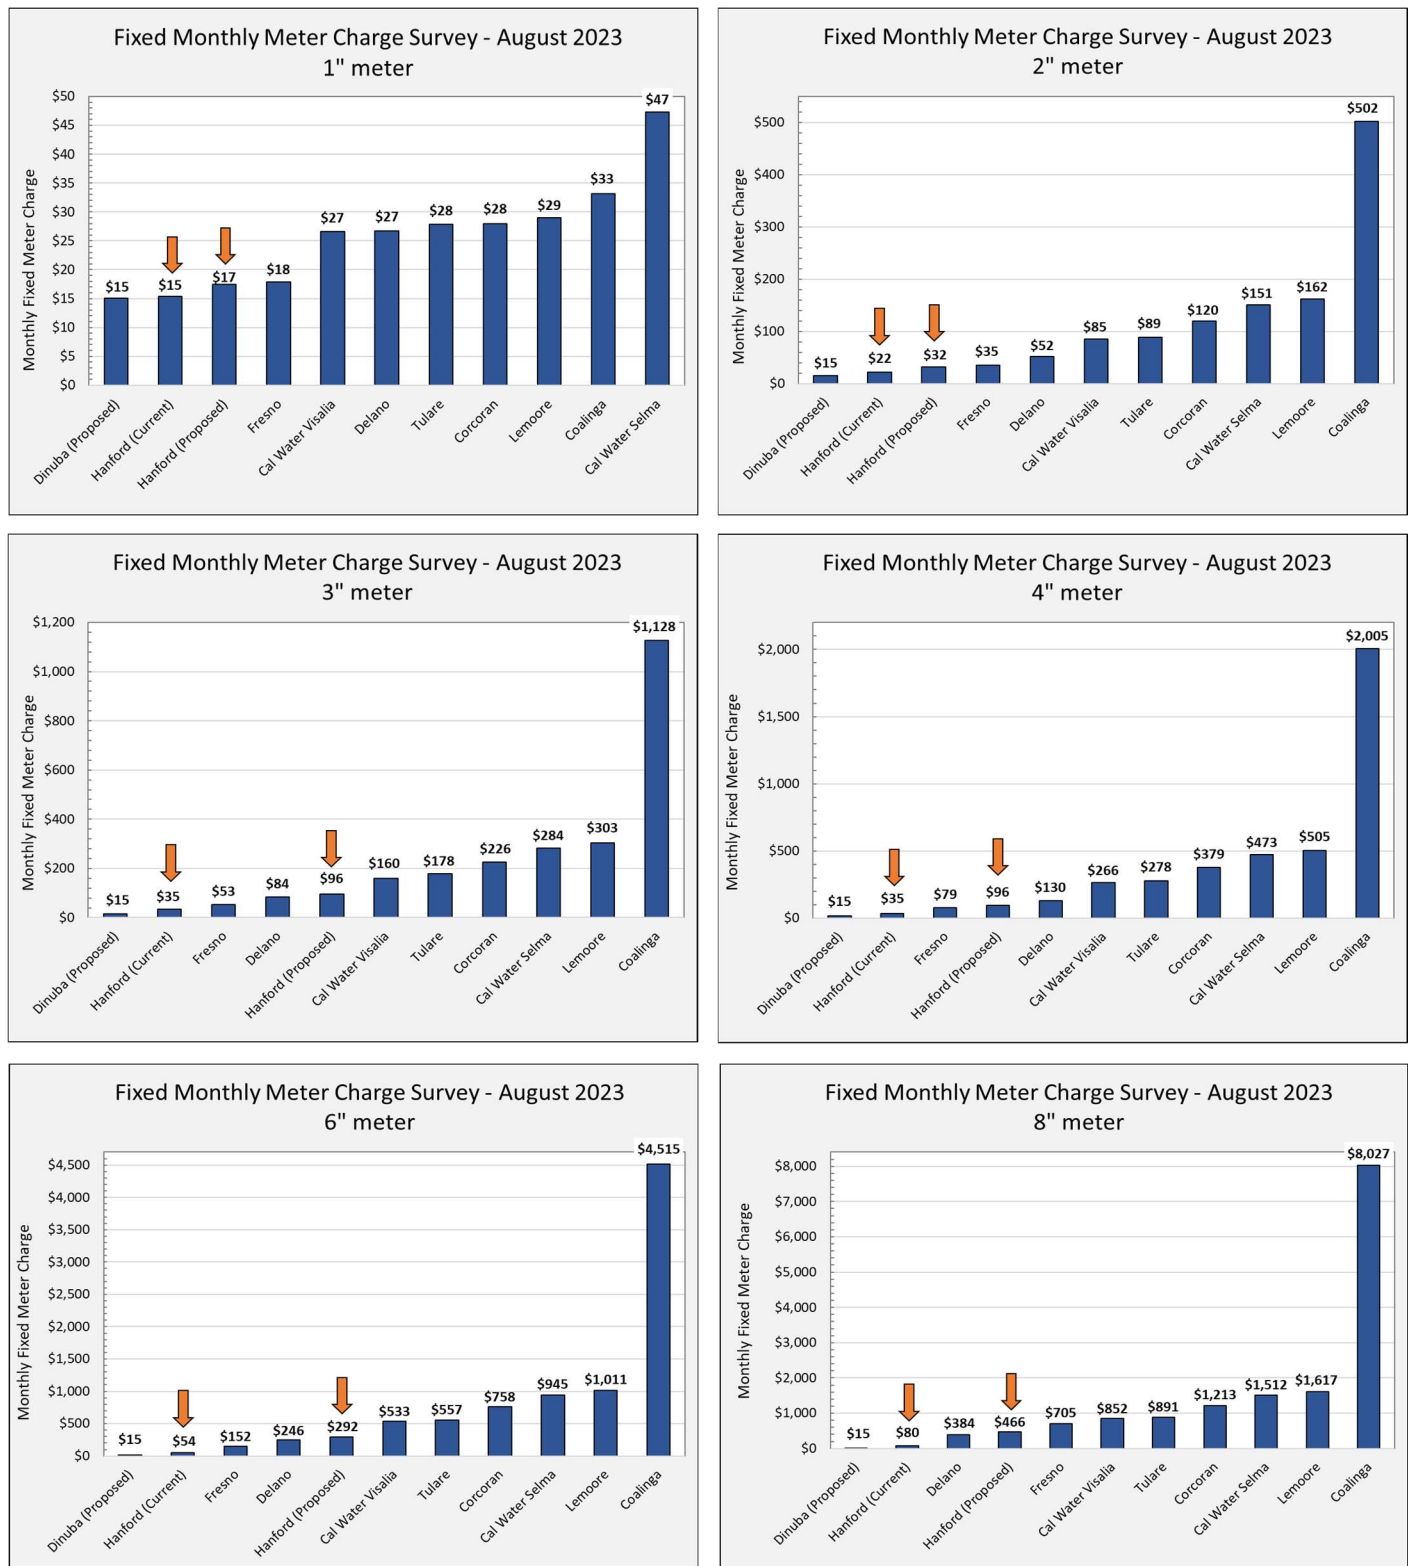 Fixed Monthly Meter Charge Survey - August 2023
1" meter
Monthly Fixed Meter Charge
$50
$45
$40
$35
$30
$25
$20
$15
$10
$5
$0
$15
$15
$17
$18
$27
$27
$28
$28
$29
$33
$47
Dinuba (Proposed)
Hanford (Current)
Hanford (Proposed)
Fresno
Cal Water Visalia
Delano
Tulare
Corcoran
Lemoore
Coalinga
Cal Water Selma
Fixed Monthly Meter Charge Survey - August 2023
2" meter
Monthly Fixed Meter Charge
$500
$400
$300
$200
$100
$0
$15
$22
$32
$35
$52
$85
$89
$120
$151
$162
$502
Dinuba (Proposed)
Hanford (Current)
Hanford (Proposed)
Fresno
Delano
Cal Water Visalia
Tulare
Corcoran
Cal Water Selma
Lemoore
Coalinga
Fixed Monthly Meter Charge Survey - August 2023
3" meter
Monthly Fixed Meter Charge
$1,200
$1,000
$800
$600
$400
$200
$0
$15
$35
$53
$84
$96
$160
$178
$226
$284
$303
$1,128
Dinuba (Proposed)
Hanford (Current)
Fresno
Delano
Hanford (Proposed)
Cal Water Visalia
Tulare
Corcoran
Cal Water Selma
Lemoore
Coalinga
Fixed Monthly Meter Charge Survey - August 2023
4" meter
Monthly Fixed Meter Charge
$2,000
$1,500
$1,000
$500
$0
$15
$35
$79
$96
$130
$266
$278
$379
$473
$505
$2,005
Dinuba (Proposed)
Hanford (Current)
Fresno
Hanford (Proposed)
Delano
Cal Water Visalia
Tulare
Corcoran
Cal Water Selma
Lemoore
Coalinga
Fixed Monthly Meter Charge Survey - August 2023
6" meter
Monthly Fixed Meter Charge
$4,500
$4,000
$3,500
$3,000
$2,500
$2,000
$1,500
$1,000
$500
$0
$15
$54
$152
$246
$292
$533
$557
$758
$945
$1,011
$4,515
Dinuba (Proposed)
Hanford (Current)
Fresno
Delano
Hanford (Proposed)
Cal Water Visalia
Tulare
Corcoran
Cal Water Selma
Lemoore
Coalinga
Fixed Monthly Meter Charge Survey - August 2023
8" meter
Monthly Fixed Meter Charge
$8,000
$7,000
$6,000
$5,000
$4,000
$3,000
$2,000
$1,000
$0
$15
$80
$384
$466
$705
$852
$891
$1,213
$1,512
$1,617
$8,027
Dinuba (Proposed)
Hanford (Current)
Delano
Hanford (Proposed)
Fresno
Cal Water Visalia
Tulare
Corcoran
Cal Water Selma
Lemoore
Coalinga